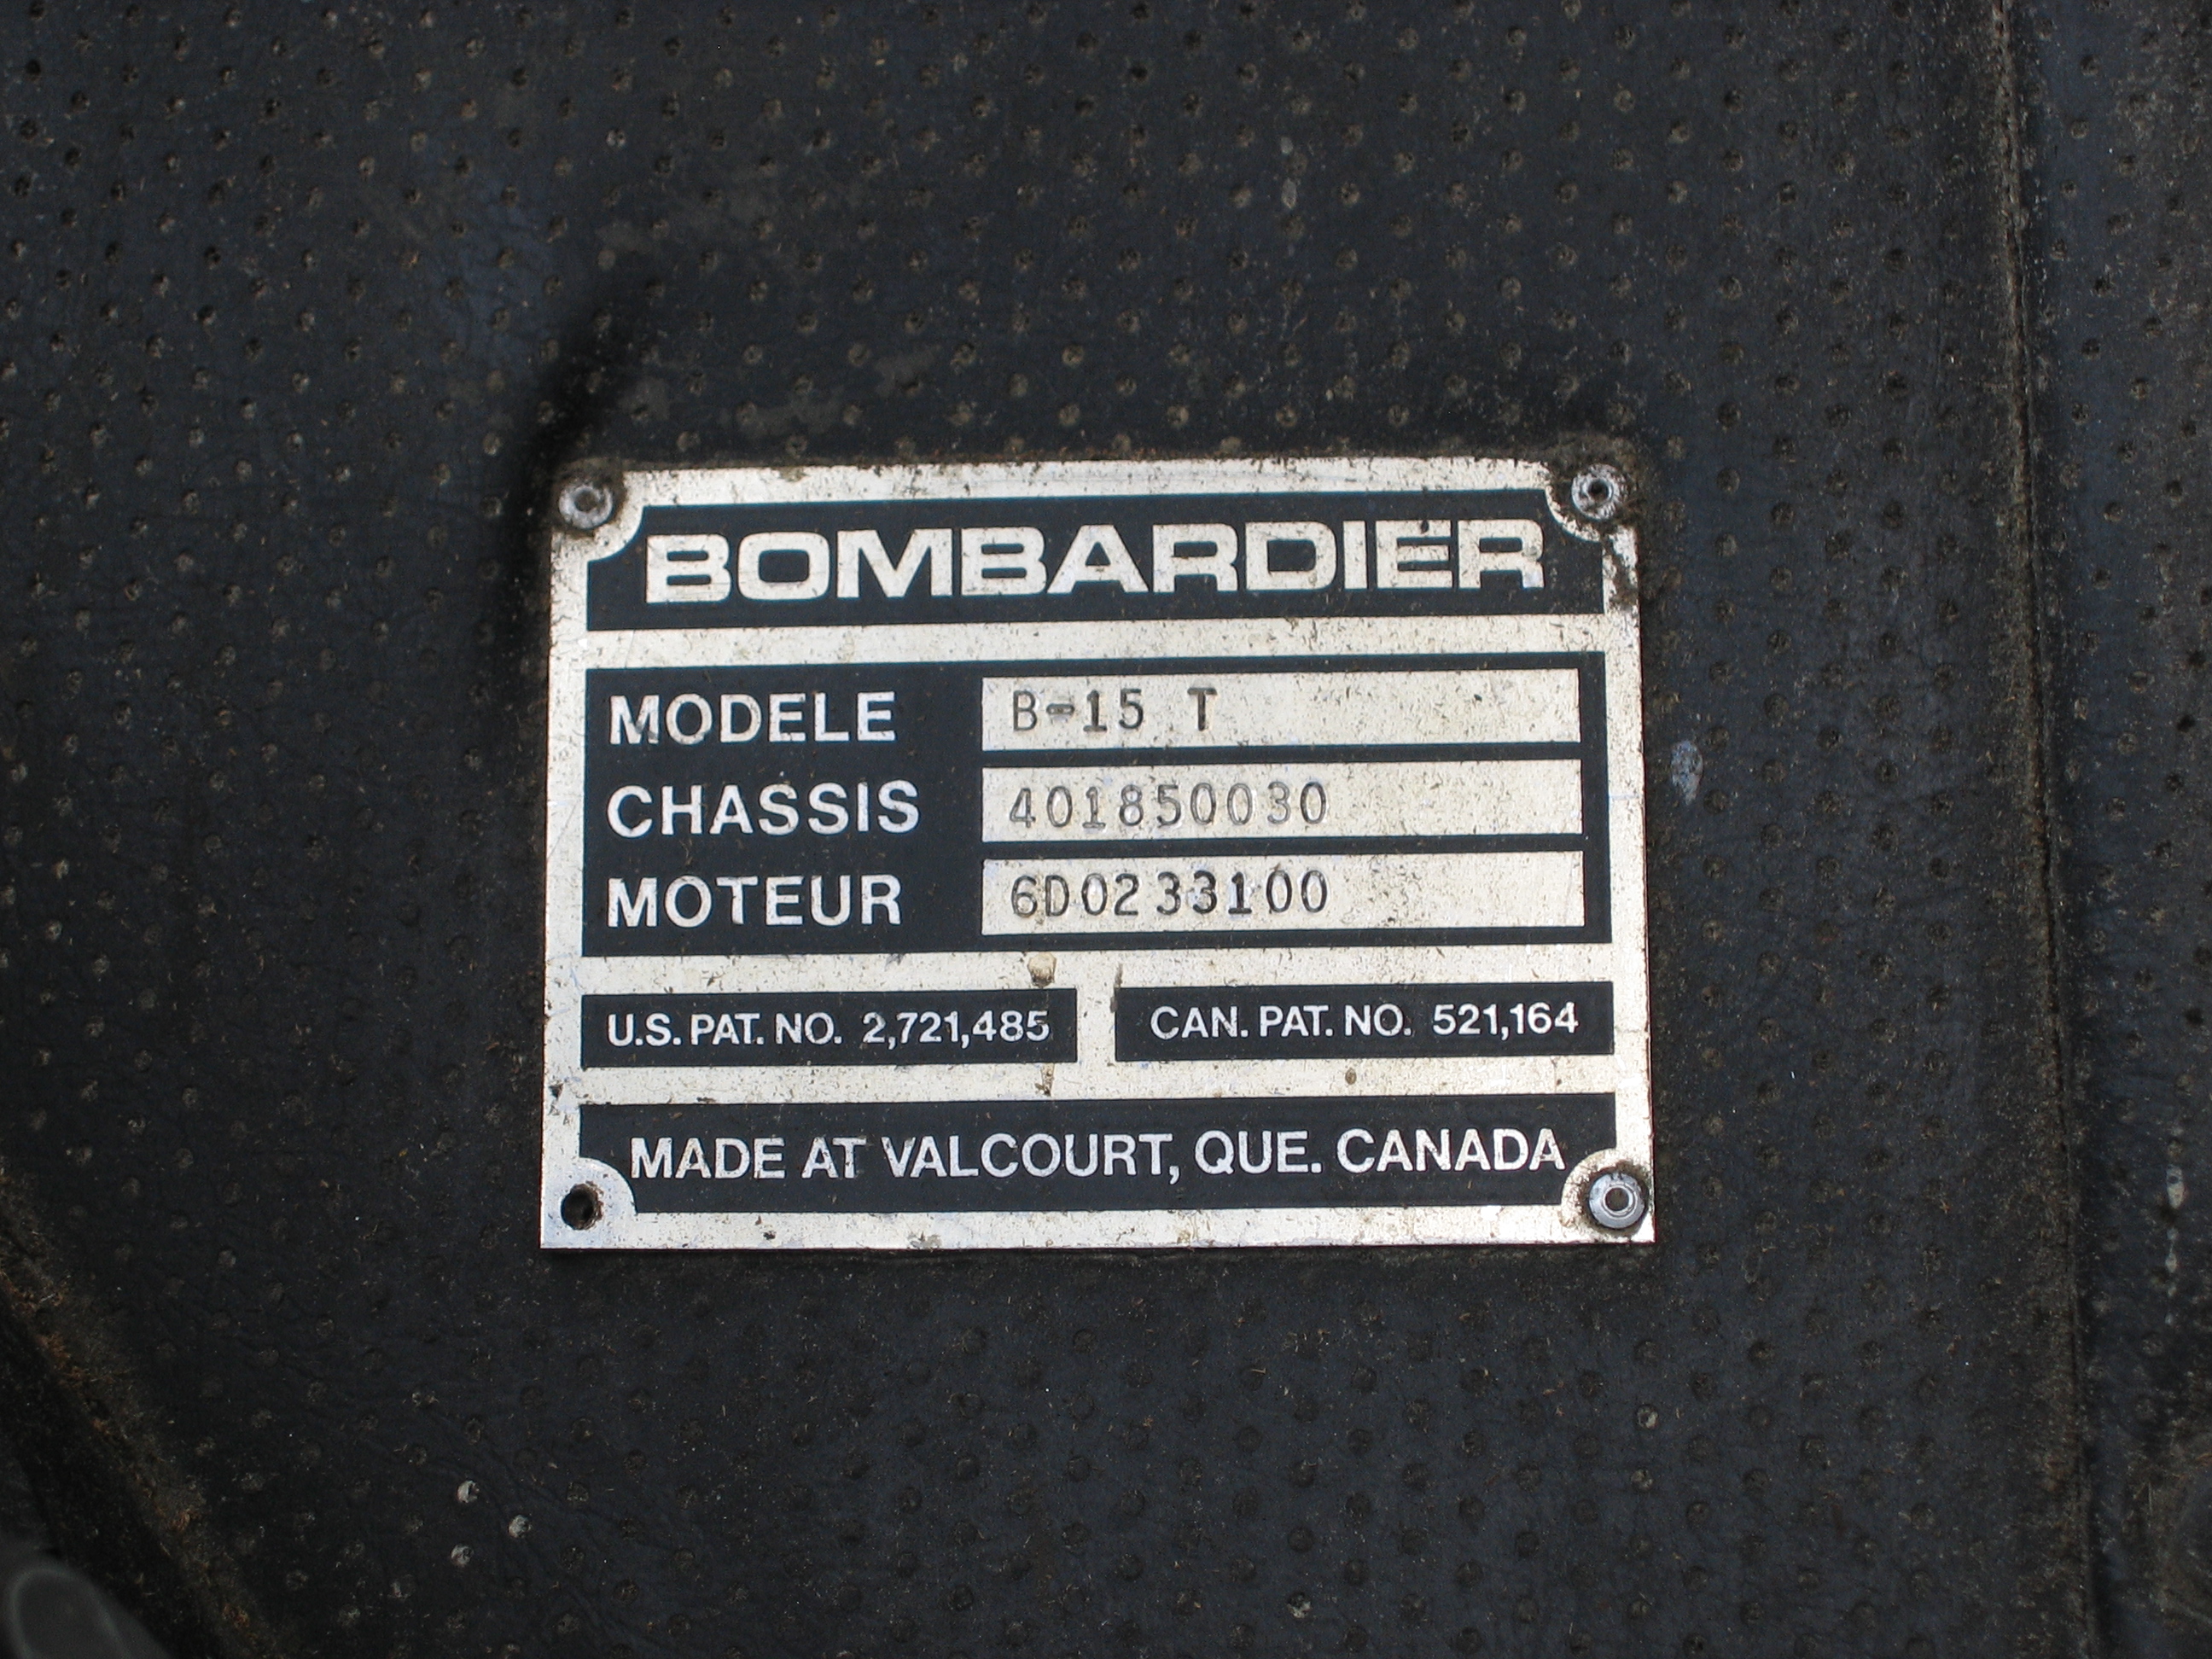 BOMBARDIER
MODELE B-15 T
CHASSIS 401850030
MOTEUR 6D0233100
U.S. PAT. NO. 2,721,485 CAN. PAT. NO. 521,164
MADE AT VALCOURT, QUE. CANADA